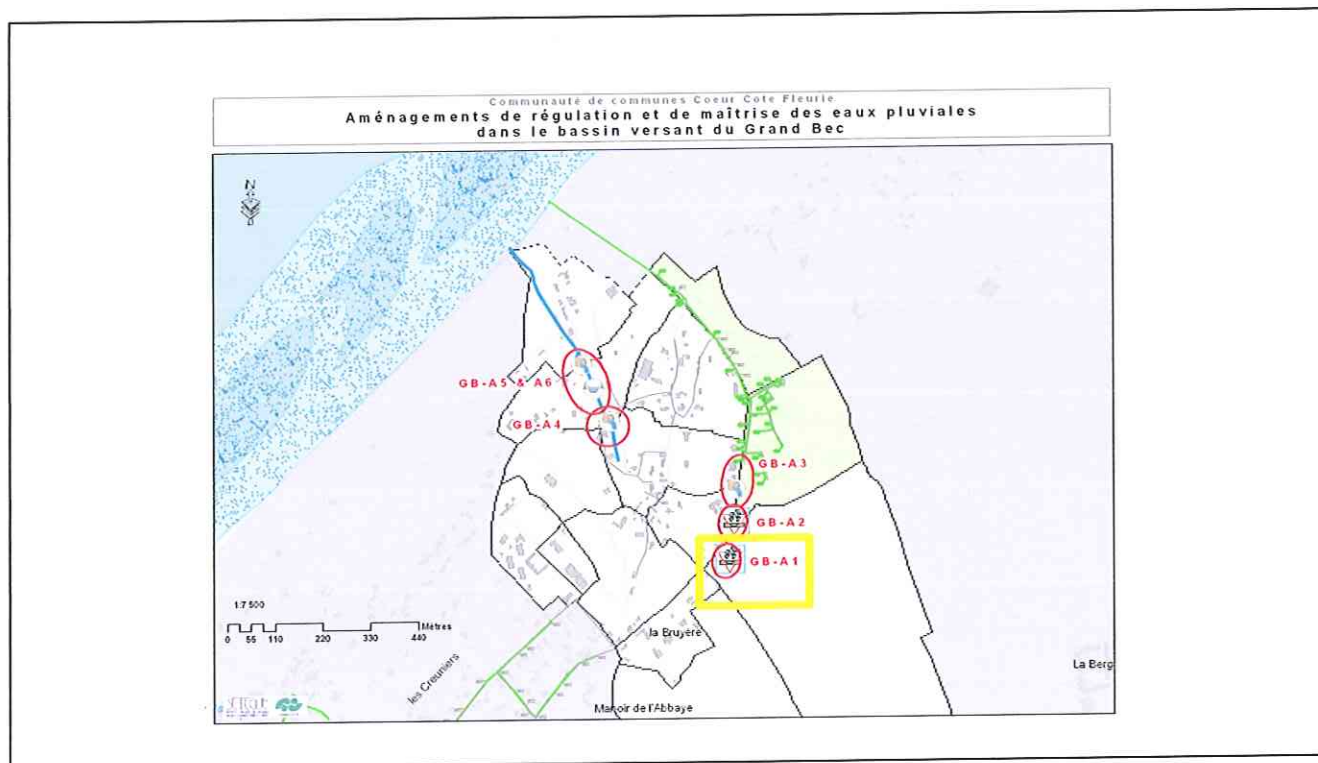 Communauté de communes Coeur Cote Fleurie
Aménagements de régulation et de maîtrise des eaux pluviales
dans le bassin versant du Grand Bec
N
GB-A5 & A6
GB-A4
GB-A3
GB-A2
GB-A1
1:7 500
Mètres
0 55 110 220 330 440
la Bruyère
les Creuniers
La Berg
Manoir de l'Abbaye